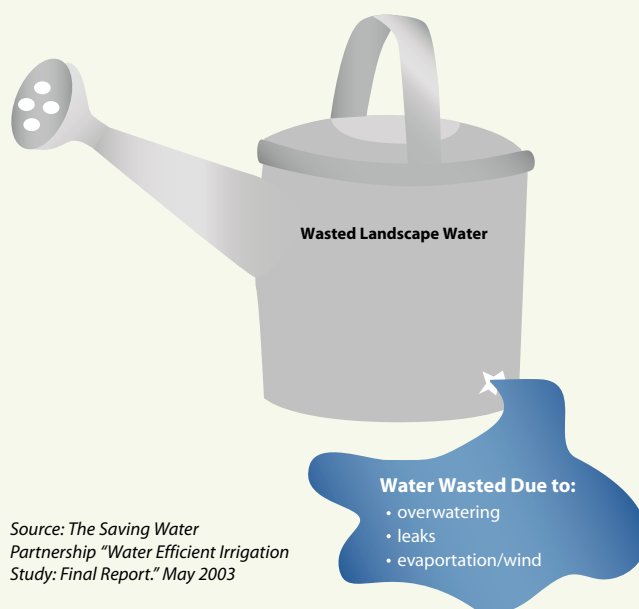 Wasted Landscape Water
Water Wasted Due to:
• overwatering
• leaks
• evaportation/wind
Source: The Saving Water
Partnership “Water Efficient Irrigation
Study: Final Report.” May 2003